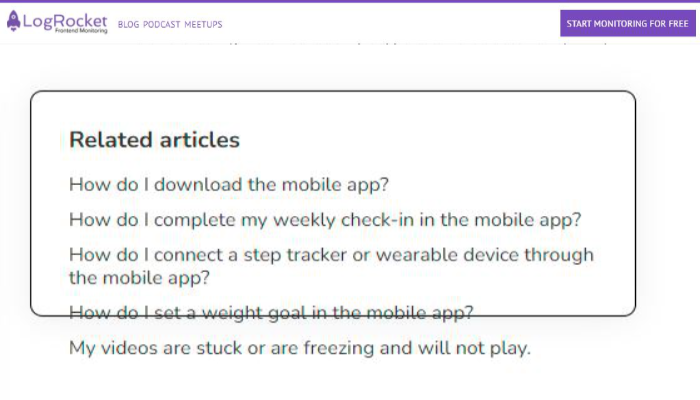 LogRocket
Frontend Monitoring
BLOG PODCAST MEETUPS
START MONITORING FOR FREE
Related articles
How do I download the mobile app?
How do I complete my weekly check-in in the mobile app?
How do I connect a step tracker or wearable device through
the mobile app?
How do I set a weight goal in the mobile app?
My videos are stuck or are freezing and will not play.